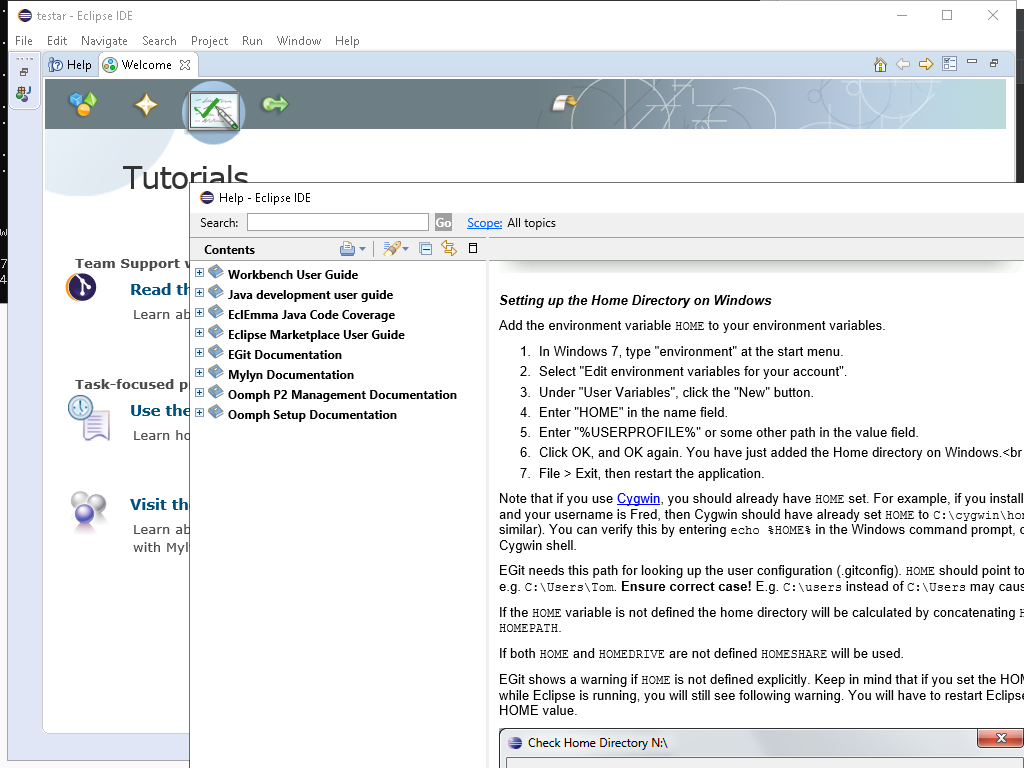 testar - Eclipse IDE
File Edit Navigate Search Project Run Window Help
Help Welcome
Tutorials
Team Support
Read th
Learn ab
Task-focused p
Use the
Learn ho
Visit th
Learn ab
with Myl
Help - Eclipse IDE
Search: Go Scope: All topics
Contents
Workbench User Guide
Java development user guide
EclEmma Java Code Coverage
Eclipse Marketplace User Guide
EGit Documentation
Mylyn Documentation
Oomph P2 Management Documentation
Oomph Setup Documentation
Setting up the Home Directory on Windows
Add the environment variable HOME to your environment variables.
1. In Windows 7, type "environment" at the start menu.
2. Select "Edit environment variables for your account".
3. Under "User Variables", click the "New" button.
4. Enter "HOME" in the name field.
5. Enter "%USERPROFILE%" or some other path in the value field.
6. Click OK, and OK again. You have just added the Home directory on Windows.<br
7. File > Exit, then restart the application.
Note that if you use Cygwin, you should already have HOME set. For example, if you install
and your username is Fred, then Cygwin should have already set HOME to C:\cygwin\hom
similar). You can verify this by entering echo %HOME% in the Windows command prompt, o
Cygwin shell.
EGit needs this path for looking up the user configuration (.gitconfig). HOME should point to
e.g. C:\Users\Tom. Ensure correct case! E.g. C:\users instead of C:\Users may caus
If the HOME variable is not defined the home directory will be calculated by concatenating H
HOMEPATH.
If both HOME and HOMEDRIVE are not defined HOMESHARE will be used.
EGit shows a warning if HOME is not defined explicitly. Keep in mind that if you set the HOM
while Eclipse is running, you will still see following warning. You will have to restart Eclipse
HOME value.
Check Home Directory N:\